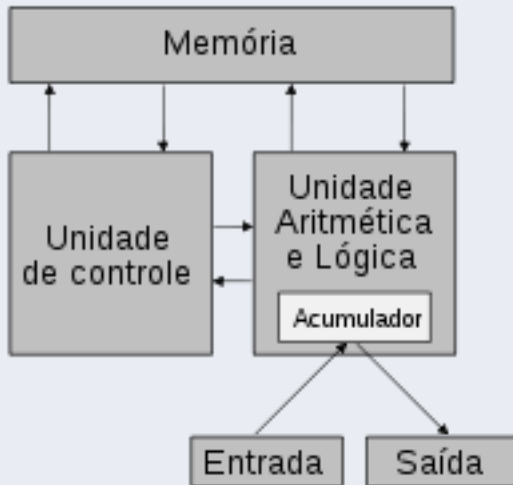 Memória
Unidade
de controle
Unidade
Aritmética
e Lógica
Acumulador
Entrada
Saída